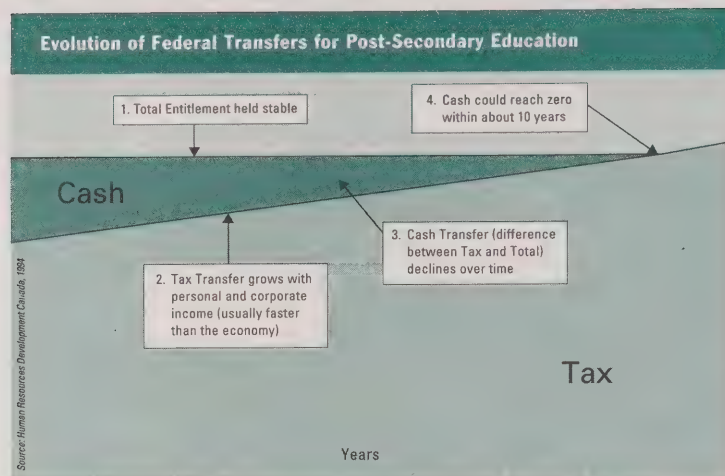 Evolution of Federal Transfers for Post-Secondary Education
1. Total Entitlement held stable
4. Cash could reach zero
within about 10 years
Cash
3. Cash Transfer (difference
between Tax and Total)
declines over time
2. Tax Transfer grows with
personal and corporate
income (usually faster
than the economy)
Tax
Years
Source: Human Resources Development Canada, 1994